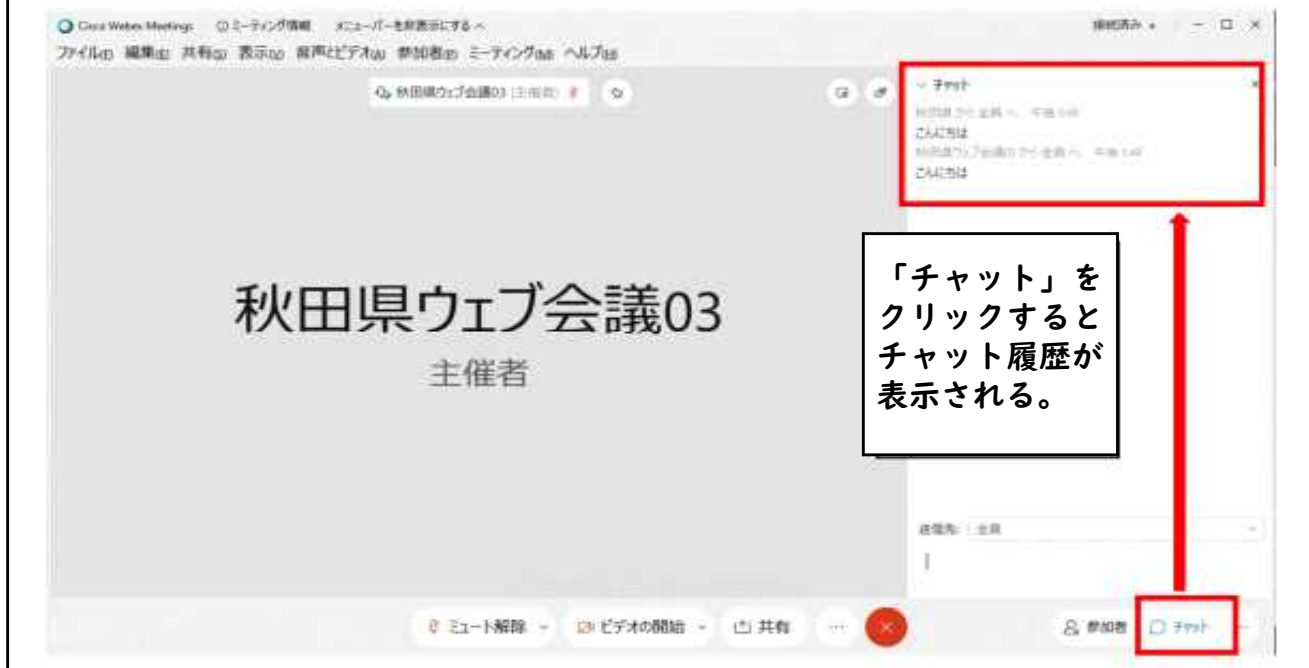 Cisco Webex Meetings ミーティング情報 メニューバーを非表示にする
接続済み
ファイル(F) 編集(E) 共有(S) 表示(V) 音声とビデオ(A) 参加者(P) ミーティング(M) ヘルプ(H)
秋田県ウェブ会議03 (主催者)
チャット
こんにちは
こんにちは
秋田県ウェブ会議03
主催者
「チャット」を
クリックすると
チャット履歴が
表示される。
送信先: 全員
ミュート解除 ビデオの開始 共有 ... 参加者 チャット ...